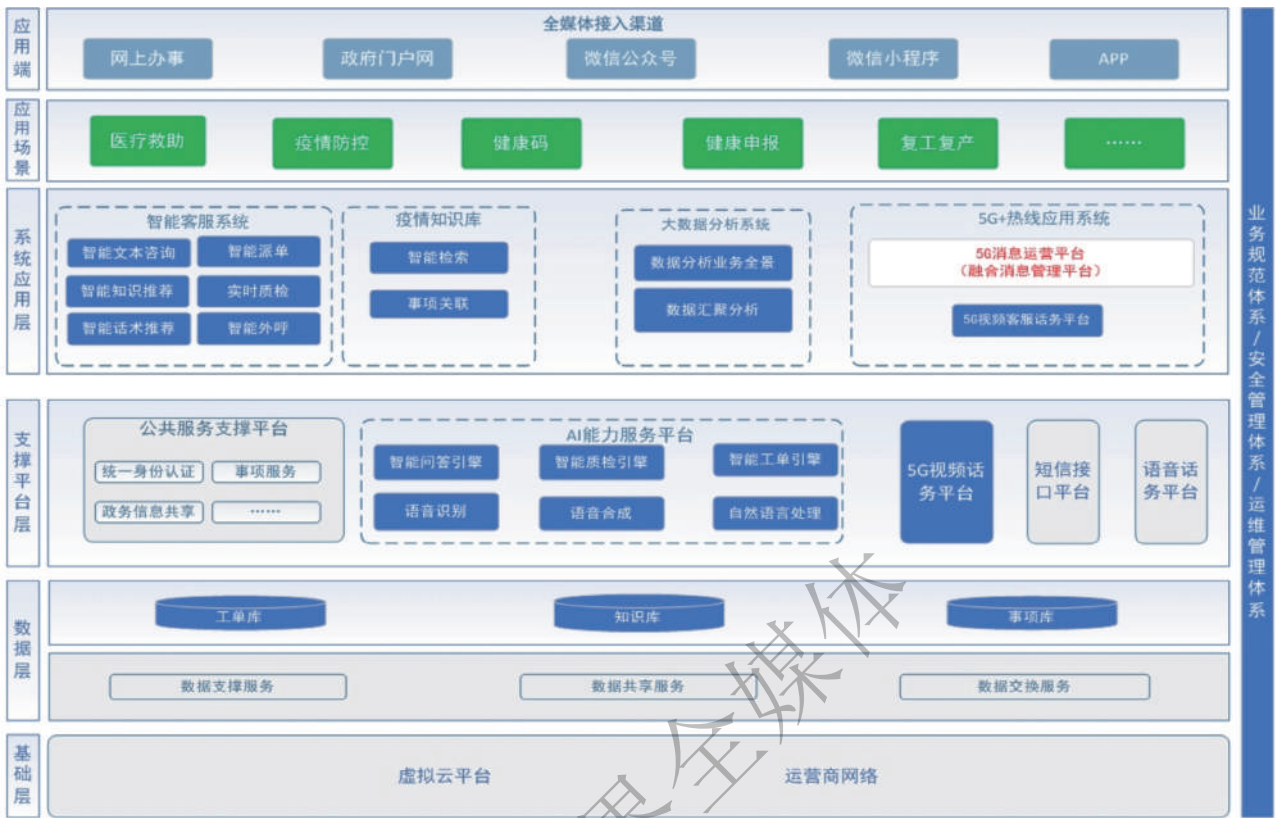 应用端
全媒体接入渠道
网上办事
政府门户网
微信公众号
微信小程序
APP
应用场景
医疗救助
疫情防控
健康码
健康申报
复工复产
……
系统应用层
智能客服系统
智能文本咨询
智能派单
智能知识推荐
实时质检
智能话术推荐
智能外呼
疫情知识库
智能检索
事项关联
大数据分析系统
数据分析业务全景
数据汇聚分析
5G+热线应用系统
5G消息运营平台
（融合消息管理平台）
5G视频客服话务平台
支撑平台层
公共服务支撑平台
统一身份认证
事项服务
政务信息共享
……
AI能力服务平台
智能问答引擎
智能质检引擎
智能工单引擎
语音识别
语音合成
自然语言处理
5G视频话
务平台
短信接
口平台
语音话
务平台
数据层
工单库
知识库
事项库
数据支撑服务
数据共享服务
数据交换服务
基础层
虚拟云平台
运营商网络
业务规范体系/安全管理体系/运维管理体系
全媒体